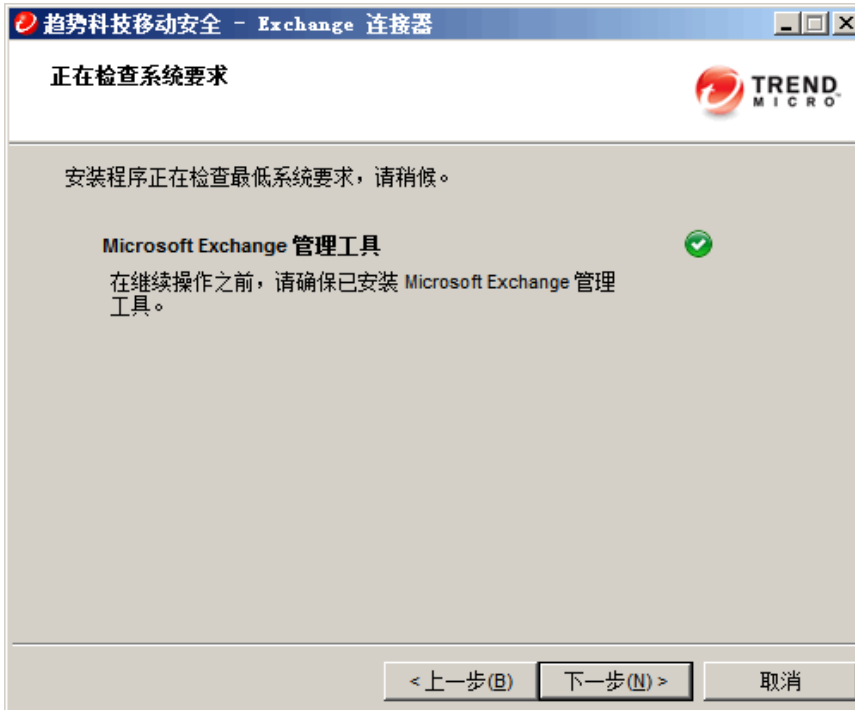 趋势科技移动安全 - Exchange 连接器
正在检查系统要求
TREND
MICRO
安装程序正在检查最低系统要求，请稍候。
Microsoft Exchange 管理工具
在继续操作之前，请确保已安装 Microsoft Exchange 管理
工具。
<上一步(B)
下一步(N)>
取消